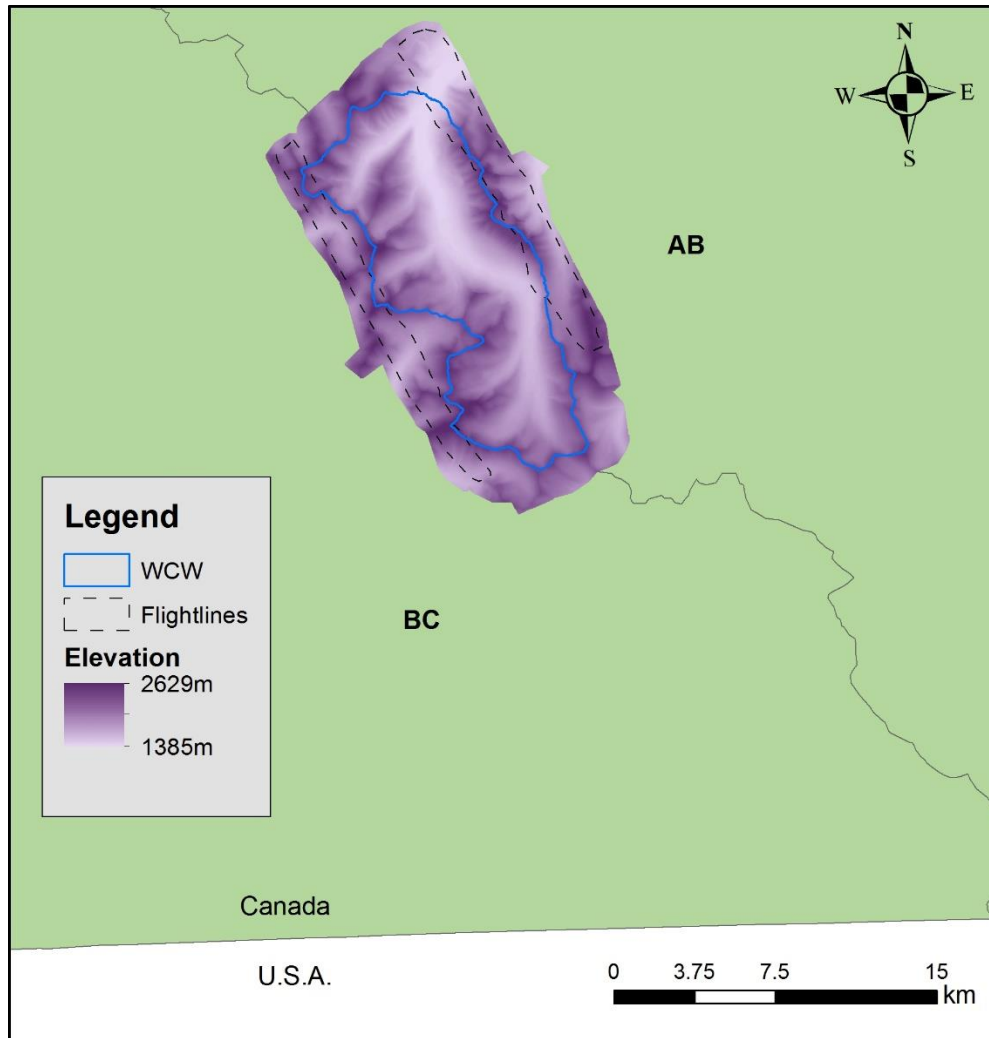 N
W E
S
AB
Legend
WCW
Flightlines
Elevation
2629m
1385m
BC
Canada
U.S.A.
0 3.75 7.5 15
km